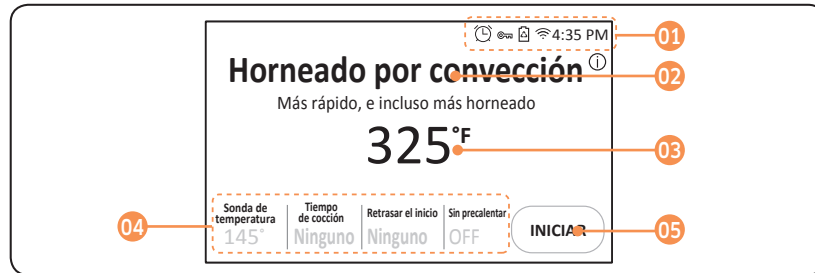 4:35 PM
01
Horneado por convección
02
Más rápido, e incluso más horneado
325°F
03
04
Sonda de temperatura
145°
Tiempo de cocción
Ninguno
Retrasar el inicio
Ninguno
Sin precalentar
OFF
INICIAR
05